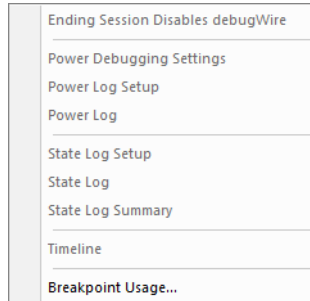 Ending Session Disables debugWire
Power Debugging Settings
Power Log Setup
Power Log
State Log Setup
State Log
State Log Summary
Timeline
Breakpoint Usage...